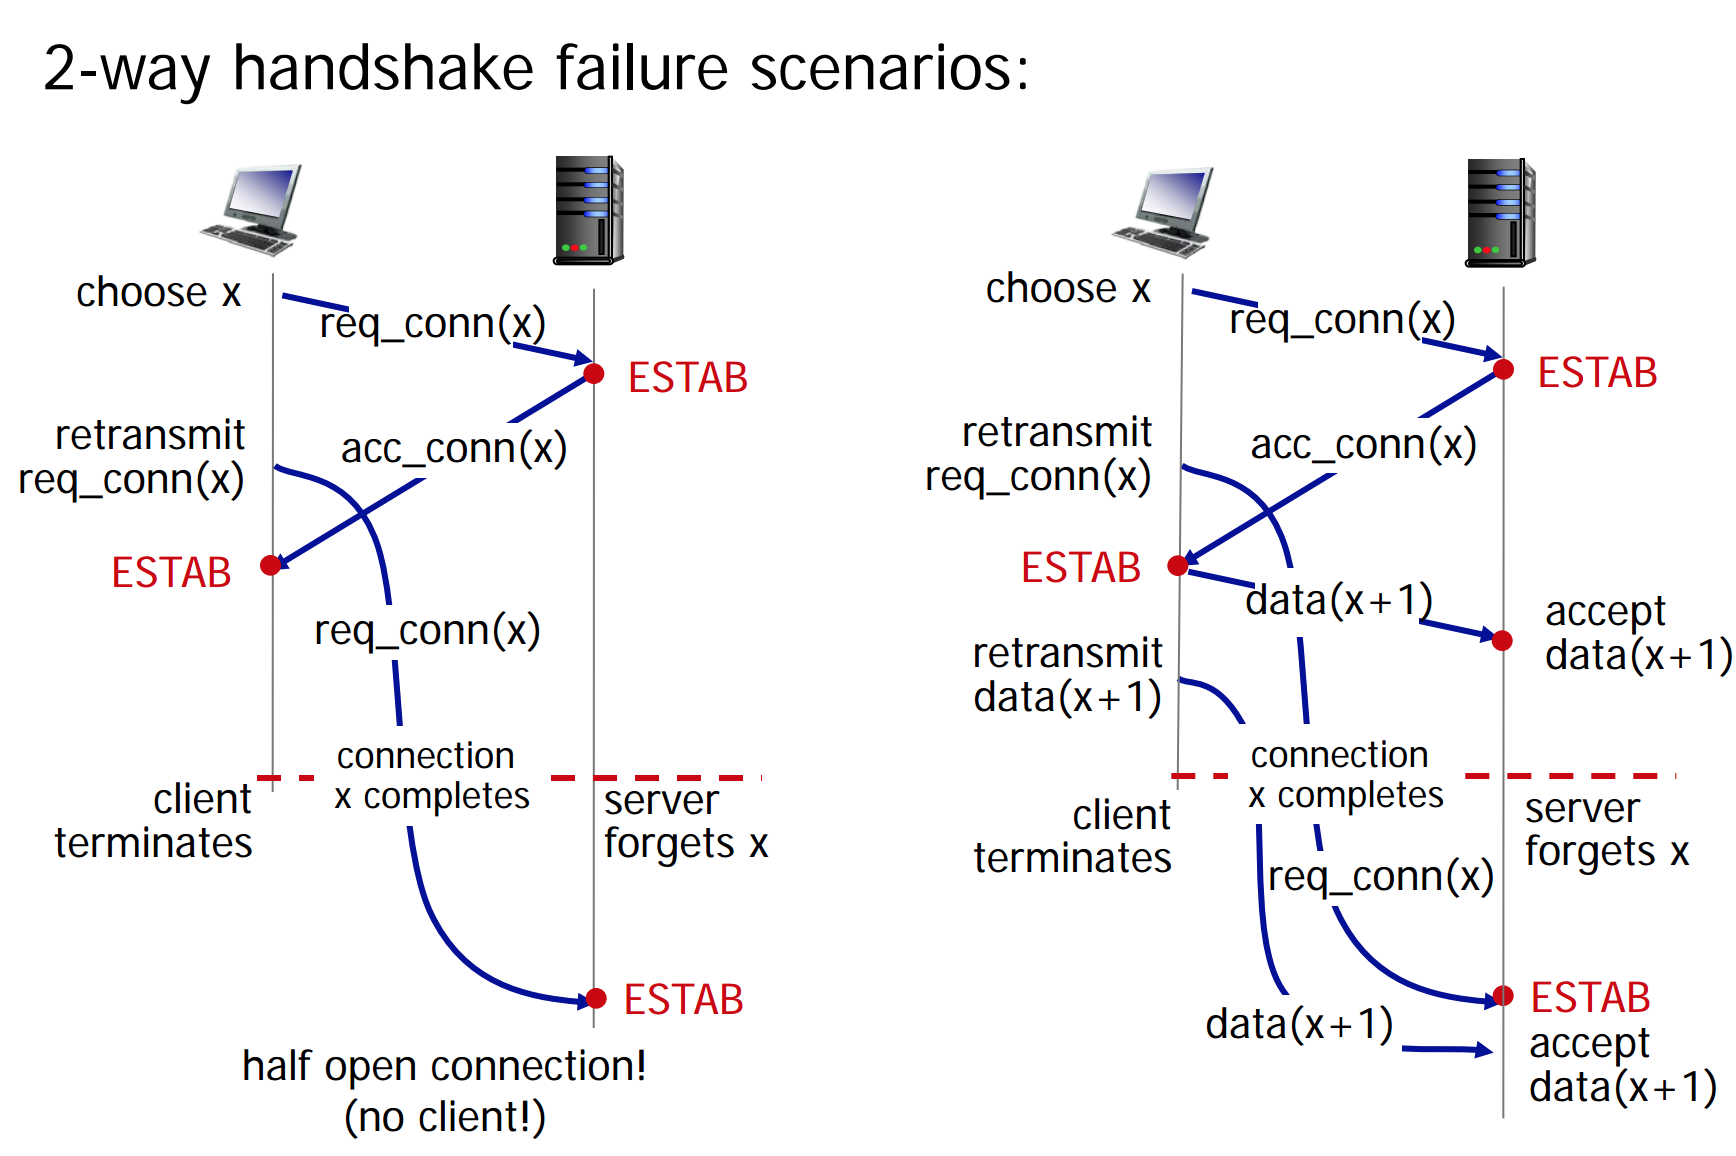 2-way handshake failure scenarios:
choose x
req_conn(x)
ESTAB
retransmit
req_conn(x)
acc_conn(x)
ESTAB
req_conn(x)
connection
x completes
client
terminates
server
forgets x
ESTAB
half open connection!
(no client!)
choose x
req_conn(x)
ESTAB
retransmit
req_conn(x)
acc_conn(x)
ESTAB
data(x+1)
accept
data(x+1)
retransmit
data(x+1)
connection
x completes
client
terminates
server
forgets x
req_conn(x)
ESTAB
data(x+1)
accept
data(x+1)